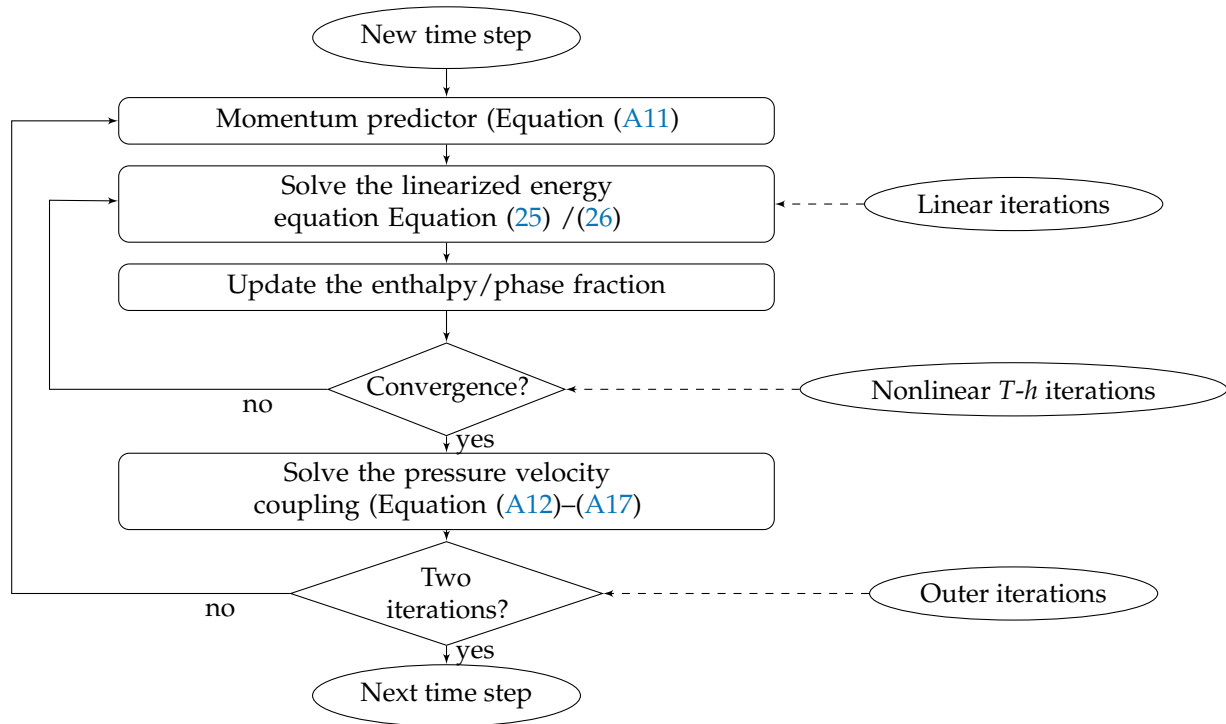 New time step
Momentum predictor (Equation (A11)
Solve the linearized energy
equation Equation (25) /(26)
Linear iterations
Update the enthalpy/phase fraction
Convergence?
Nonlinear T-h iterations
no
yes
Solve the pressure velocity
coupling (Equation (A12)–(A17)
Two
iterations?
Outer iterations
no
yes
Next time step